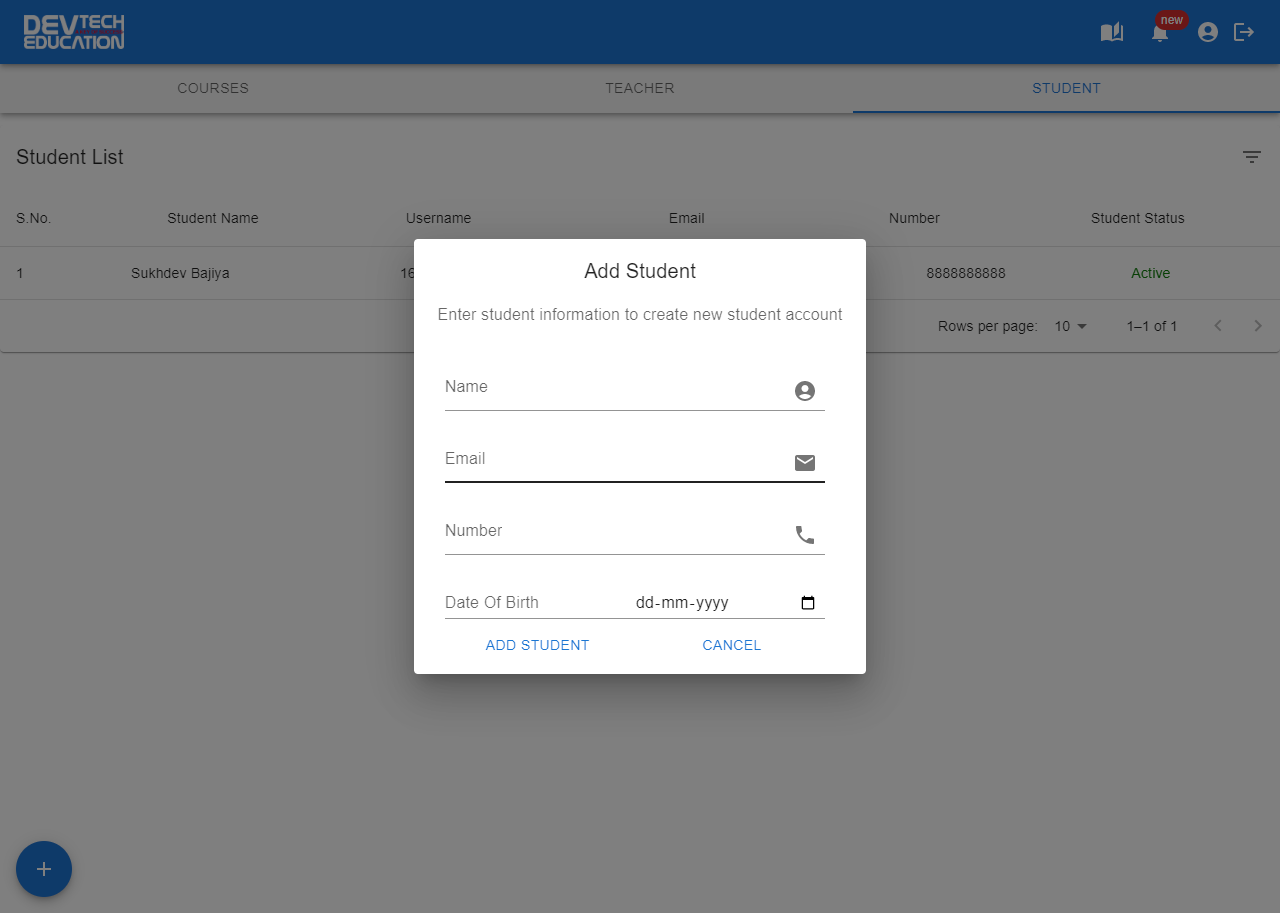 DEVTECH
EDUCATION
new
COURSES TEACHER STUDENT
Student List
S.No. Student Name Username Email Number Student Status
1 Sukhdev Bajiya 16 8888888888 Active
Rows per page: 10 1–1 of 1
Add Student
Enter student information to create new student account
Name
Email
Number
Date Of Birth dd-mm-yyyy
ADD STUDENT CANCEL